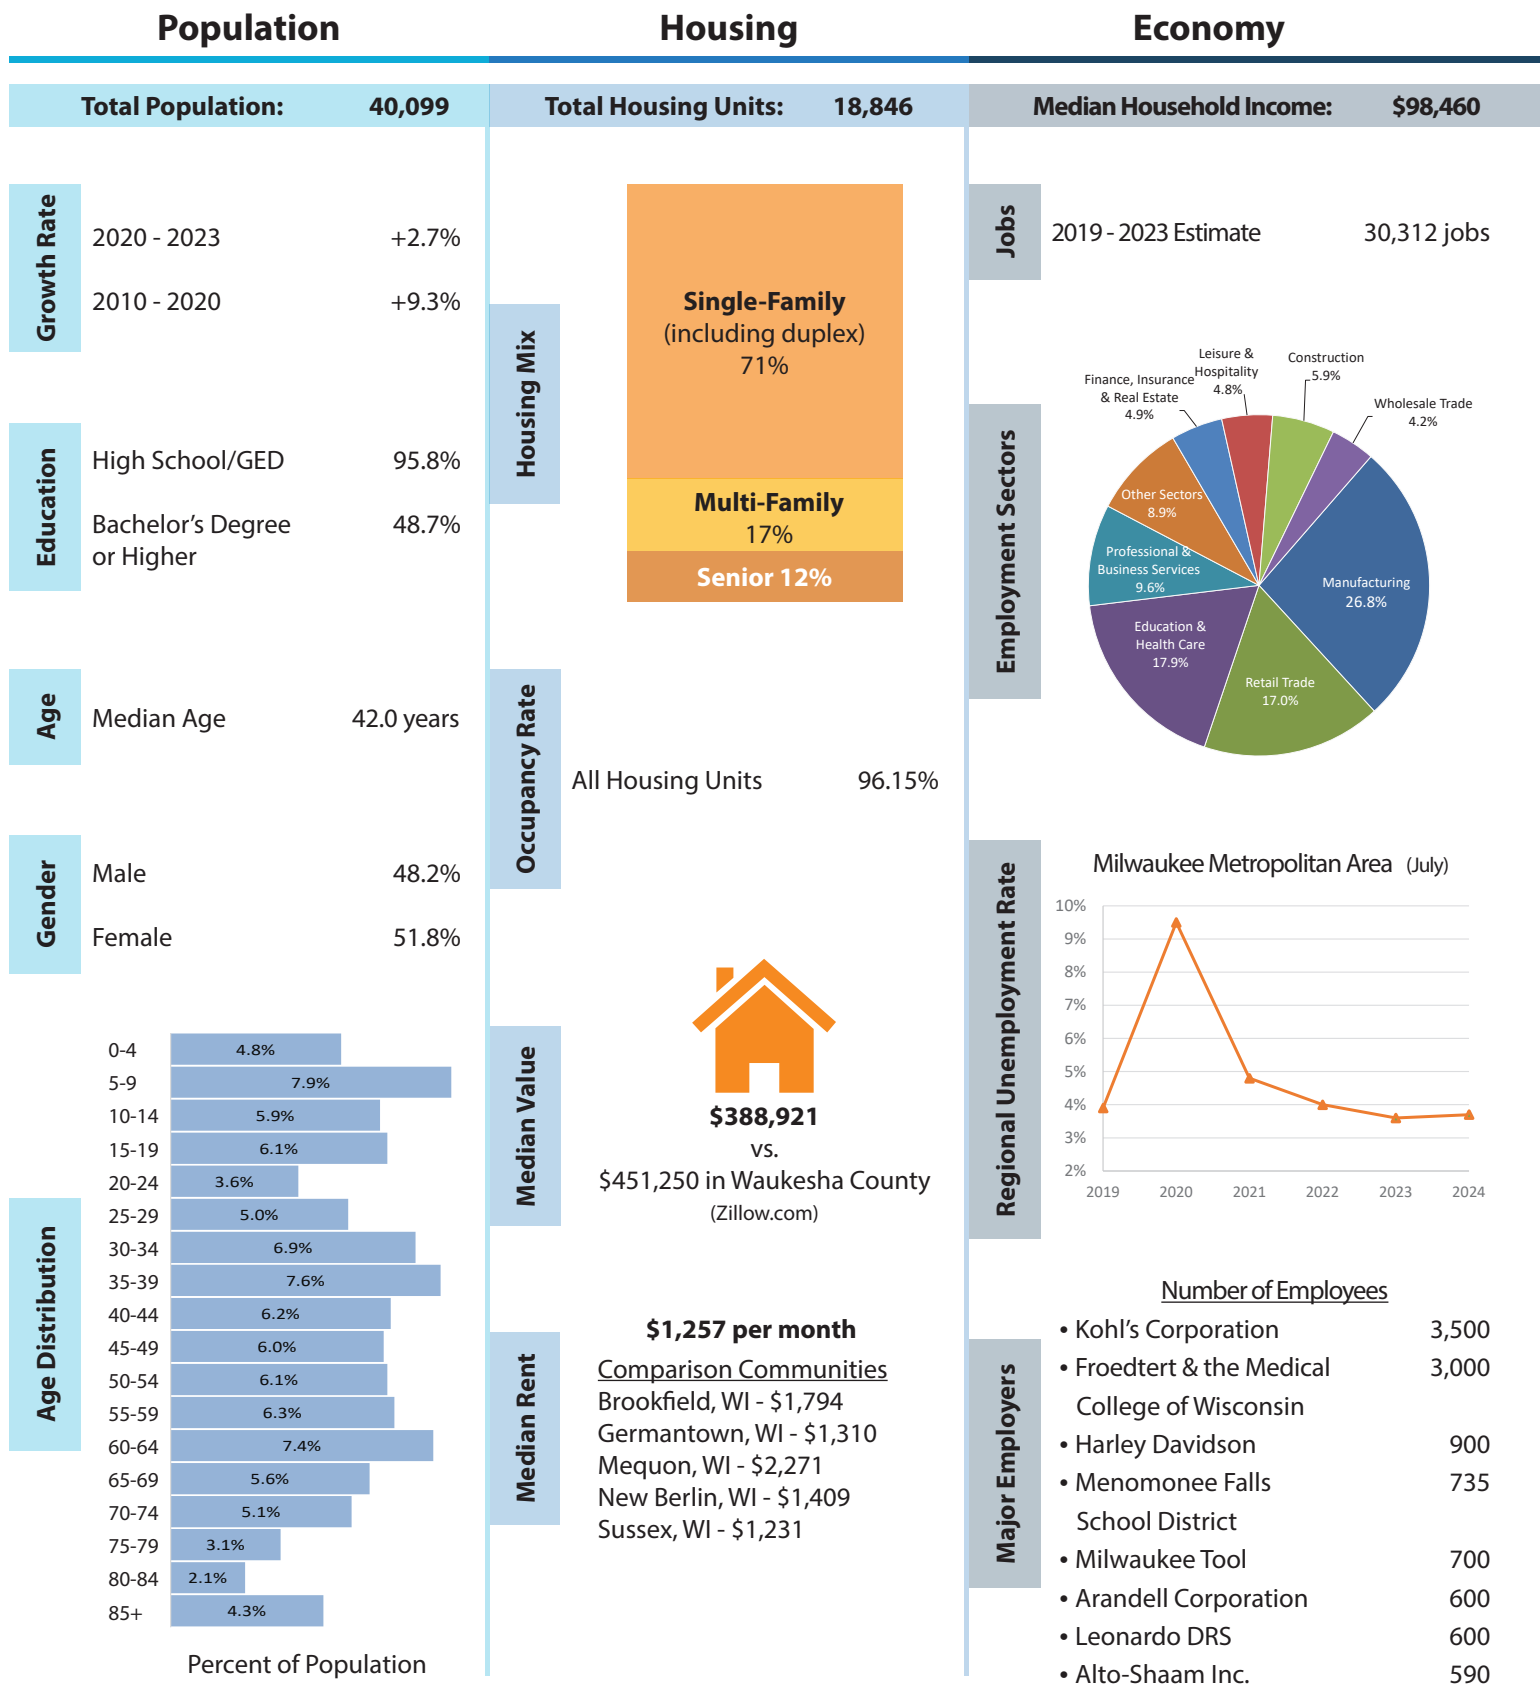 Population
Total Population: 40,099
Growth Rate
2020 - 2023 +2.7%
2010 - 2020 +9.3%
Education
High School/GED 95.8%
Bachelor's Degree 48.7%
or Higher
Age
Median Age 42.0 years
Gender
Male 48.2%
Female 51.8%
Age Distribution
0-4 4.8%
5-9 7.9%
10-14 5.9%
15-19 6.1%
20-24 3.6%
25-29 5.0%
30-34 6.9%
35-39 7.6%
40-44 6.2%
45-49 6.0%
50-54 6.1%
55-59 6.3%
60-64 7.4%
65-69 5.6%
70-74 5.1%
75-79 3.1%
80-84 2.1%
85+ 4.3%
Percent of Population
Housing
Total Housing Units: 18,846
Housing Mix
Single-Family
(including duplex)
71%
Multi-Family
17%
Senior 12%
Occupancy Rate
All Housing Units 96.15%
Median Value
$388,921
vs.
$451,250 in Waukesha County
(Zillow.com)
Median Rent
$1,257 per month
Comparison Communities
Brookfield, WI - $1,794
Germantown, WI - $1,310
Mequon, WI - $2,271
New Berlin, WI - $1,409
Sussex, WI - $1,231
Economy
Median Household Income: $98,460
Jobs
2019 - 2023 Estimate 30,312 jobs
Employment Sectors
Leisure &
Hospitality
4.8%
Construction
5.9%
Finance, Insurance
& Real Estate
4.9%
Wholesale Trade
4.2%
Other Sectors
8.9%
Professional &
Business Services
9.6%
Manufacturing
26.8%
Education &
Health Care
17.9%
Retail Trade
17.0%
Regional Unemployment Rate
Milwaukee Metropolitan Area (July)
10%
9%
8%
7%
6%
5%
4%
3%
2%
2019 2020 2021 2022 2023 2024
Major Employers
Number of Employees
• Kohl's Corporation 3,500
• Froedtert & the Medical 3,000
College of Wisconsin
• Harley Davidson 900
• Menomonee Falls 735
School District
• Milwaukee Tool 700
• Arandell Corporation 600
• Leonardo DRS 600
• Alto-Shaam Inc. 590